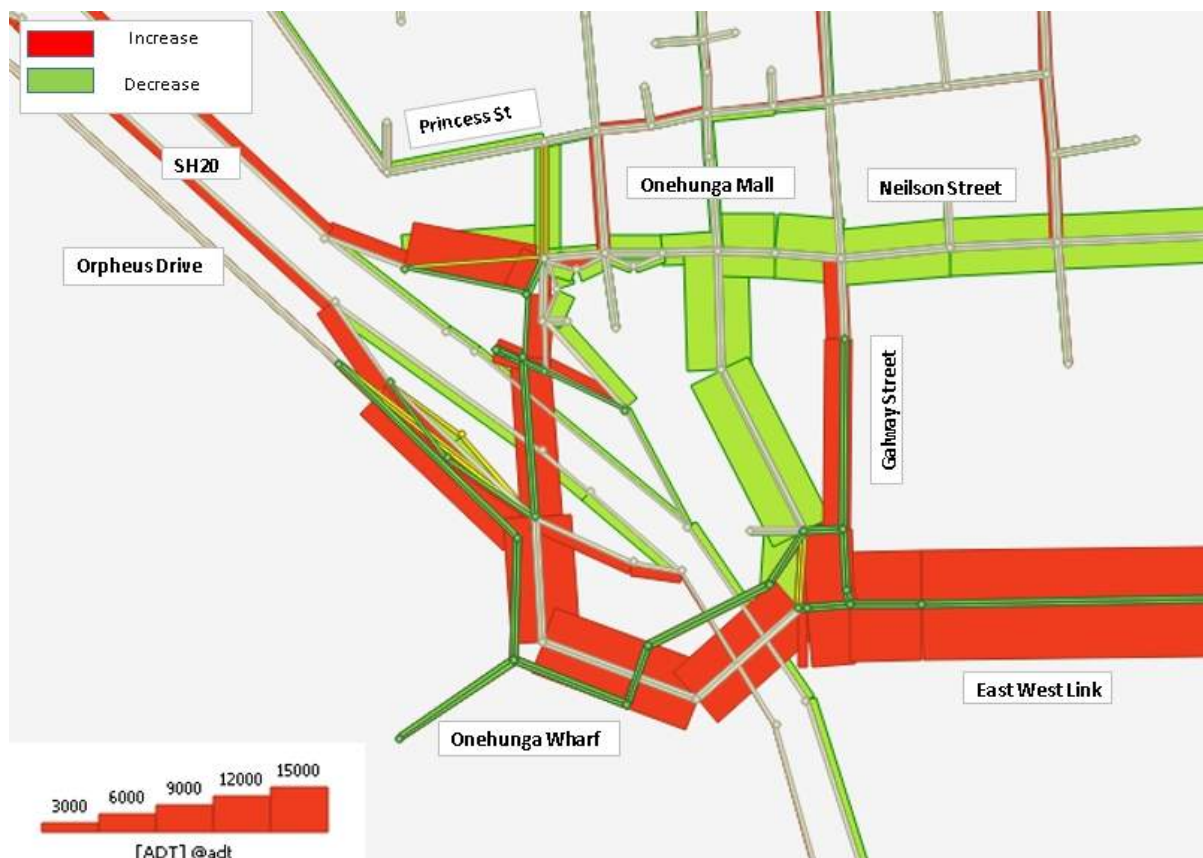 Increase
Decrease
Princess St
SH20
Onehunga Mall
Neilson Street
Orpheus Drive
Galway Street
East West Link
Onehunga Wharf
3000 6000 9000 12000 15000
[ADT] @adt